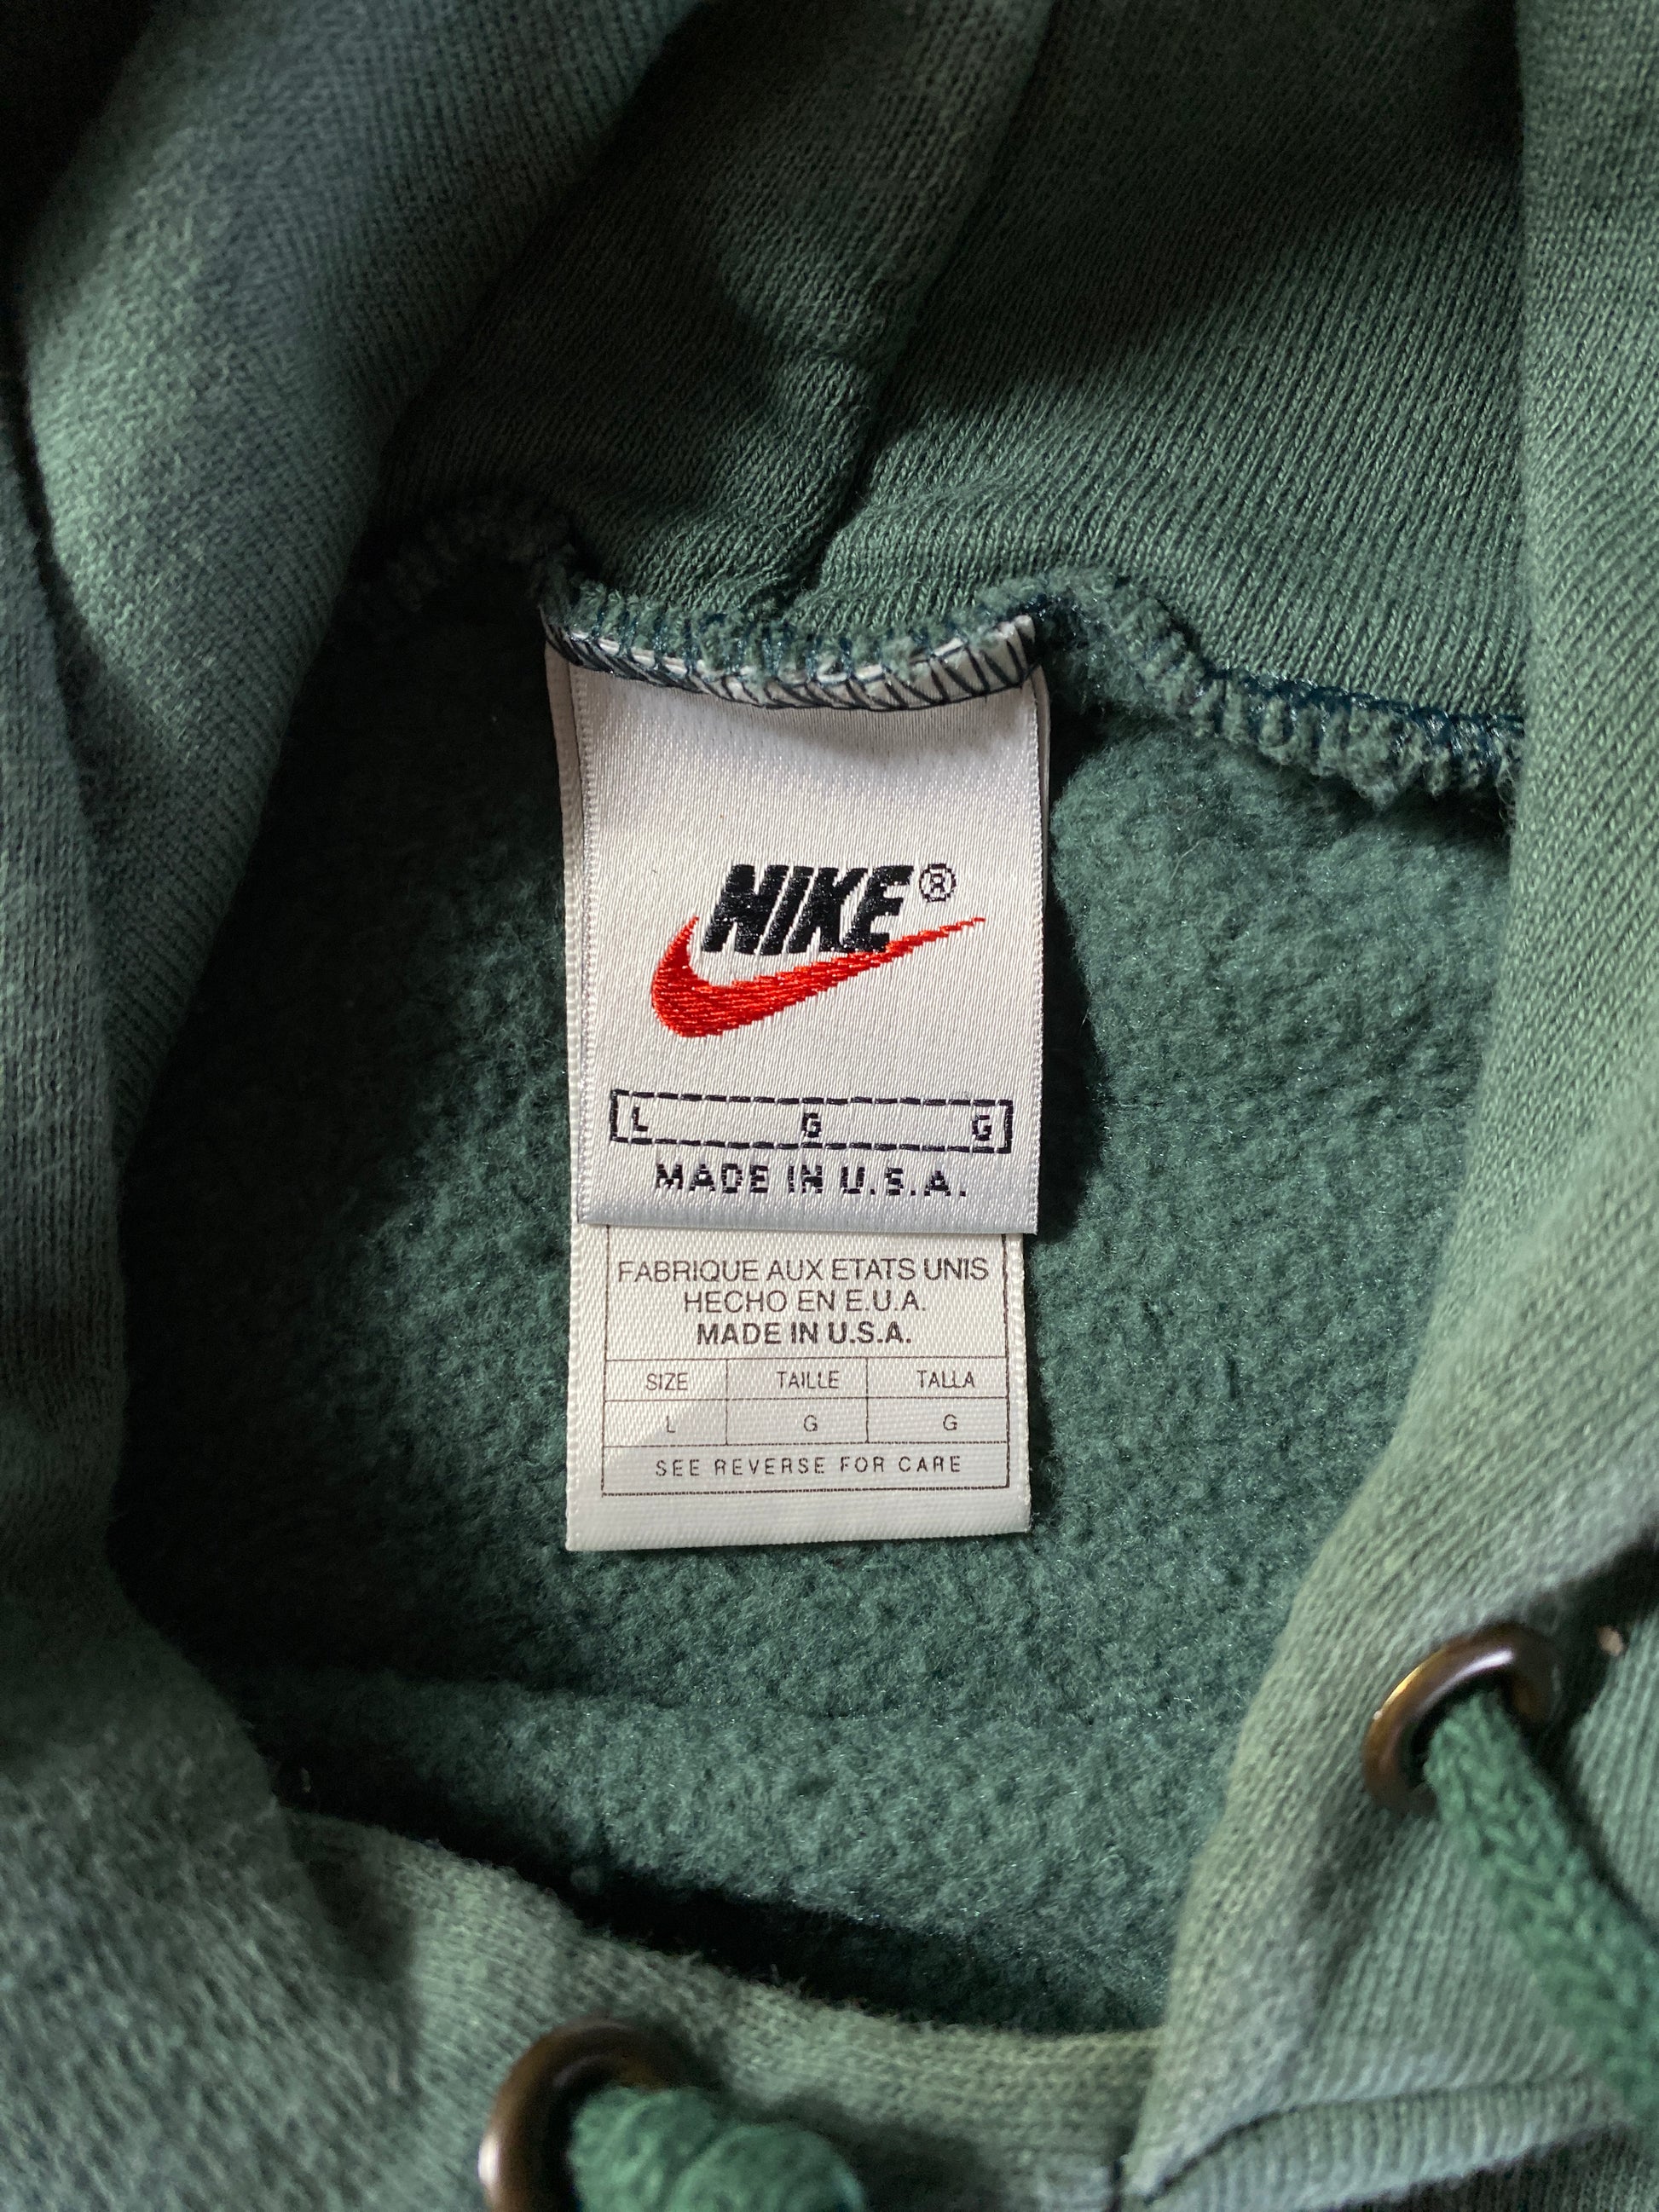 NIKE®
L G G
MADE IN U.S.A.
FABRIQUE AUX ETATS UNIS
HECHO EN E.U.A.
MADE IN U.S.A.
SIZE TAILLE TALLA
L G G
SEE REVERSE FOR CARE